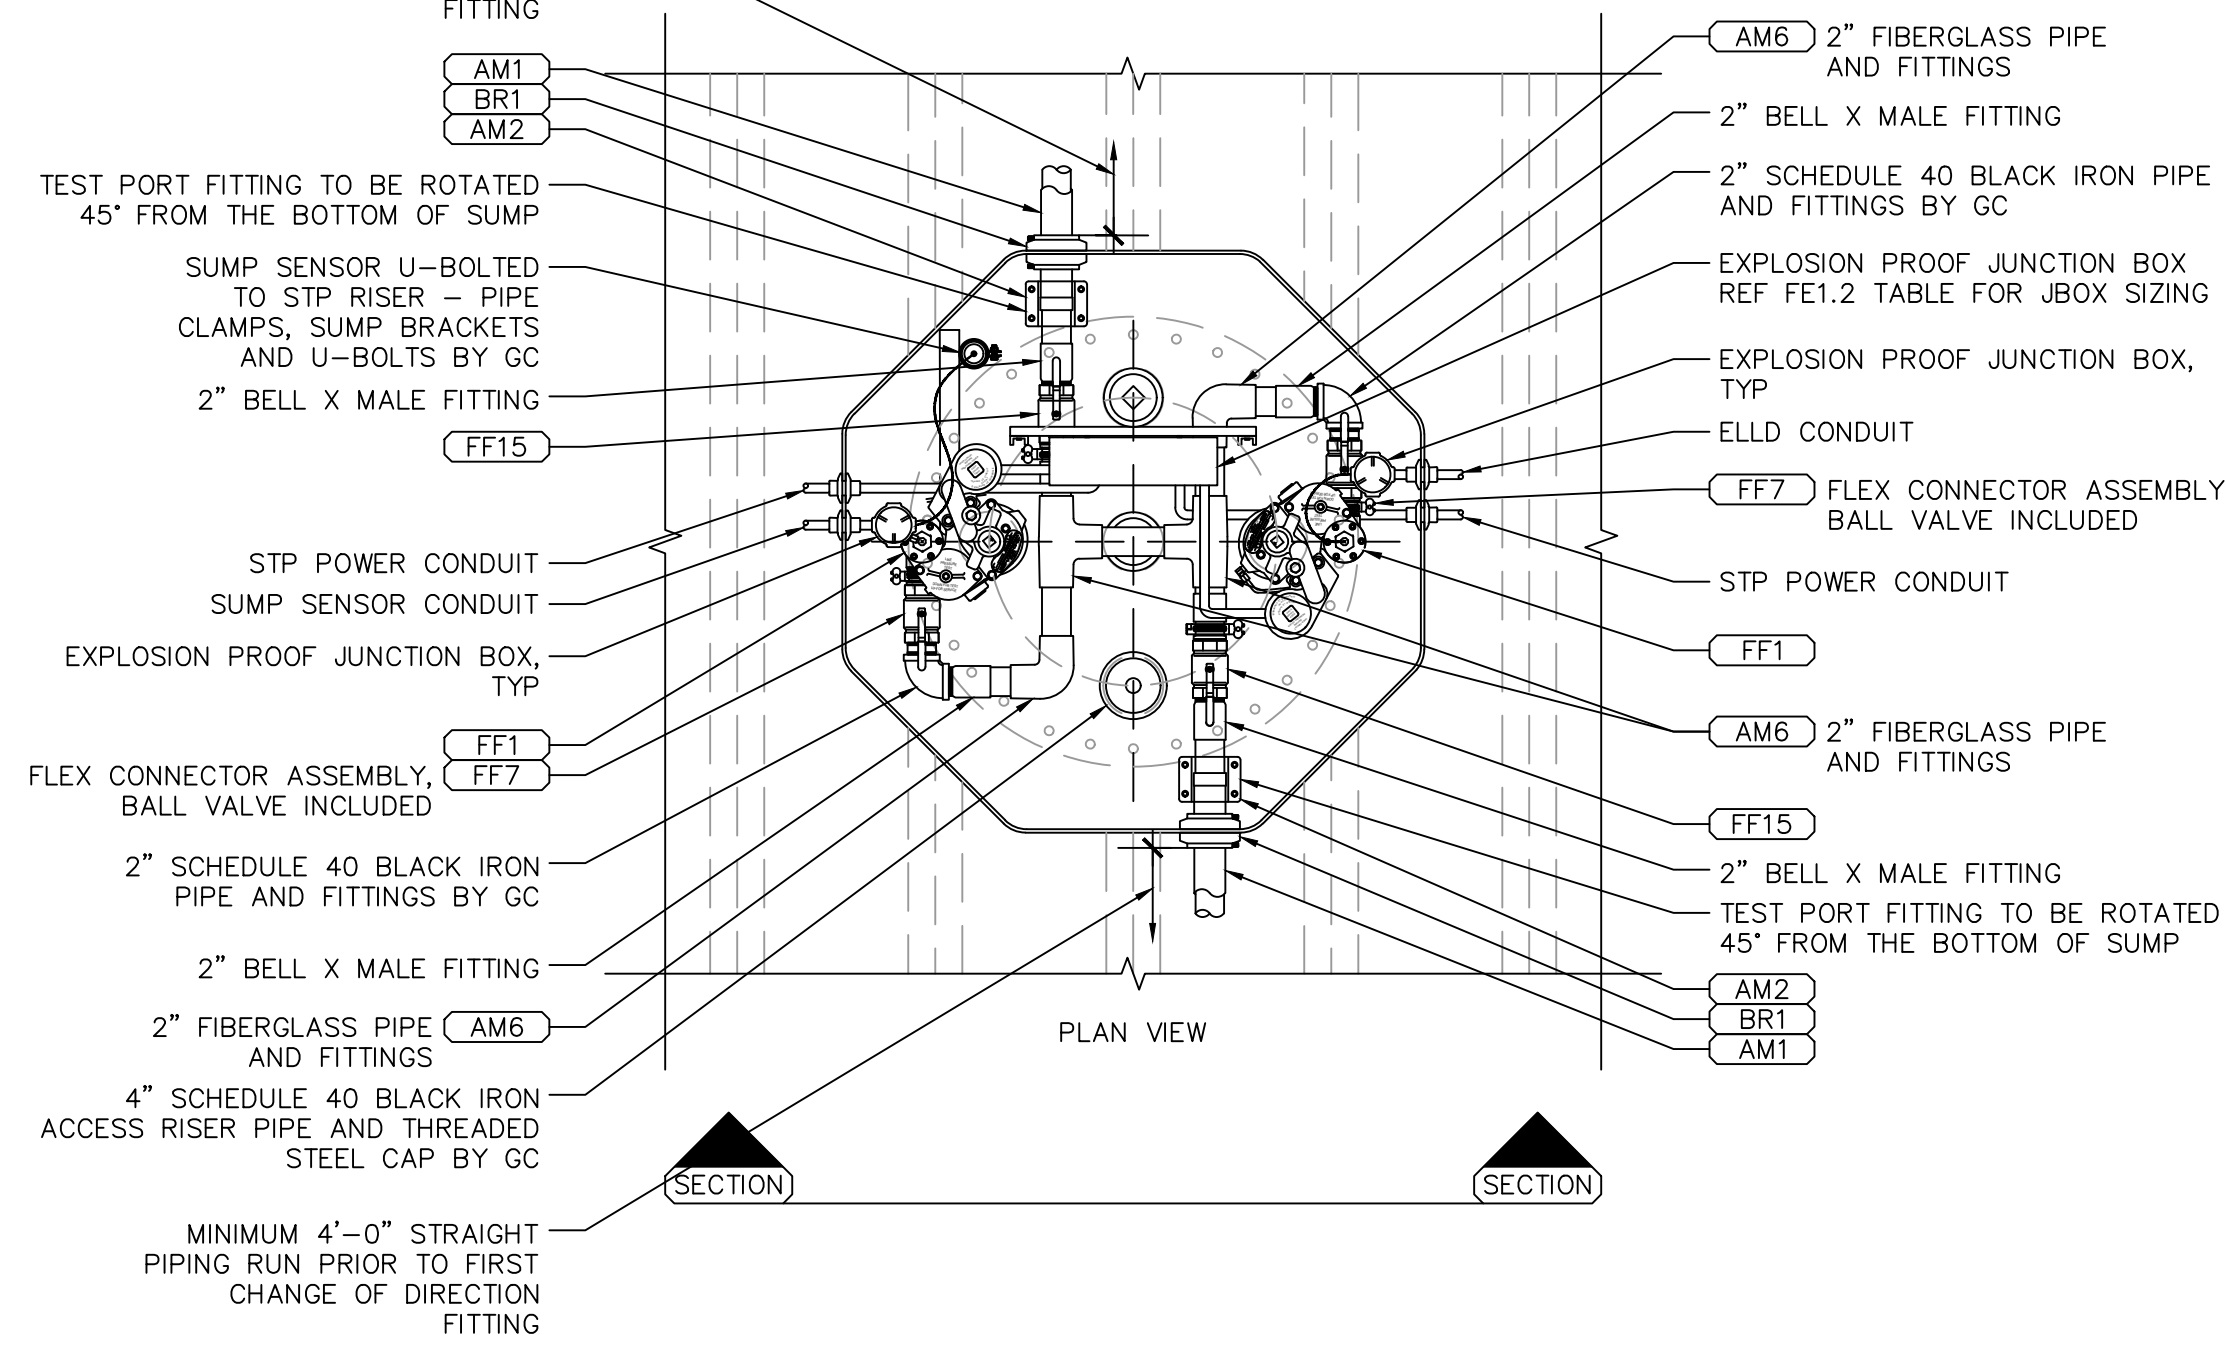 FITTING
AM1
BR1
AM2
TEST PORT FITTING TO BE ROTATED
45° FROM THE BOTTOM OF SUMP
SUMP SENSOR U-BOLTED
TO STP RISER - PIPE
CLAMPS, SUMP BRACKETS
AND U-BOLTS BY GC
2" BELL X MALE FITTING
FF15
STP POWER CONDUIT
SUMP SENSOR CONDUIT
EXPLOSION PROOF JUNCTION BOX,
TYP
FF1
FLEX CONNECTOR ASSEMBLY, FF7
BALL VALVE INCLUDED
2" SCHEDULE 40 BLACK IRON
PIPE AND FITTINGS BY GC
2" BELL X MALE FITTING
2" FIBERGLASS PIPE AM6
AND FITTINGS
4" SCHEDULE 40 BLACK IRON
ACCESS RISER PIPE AND THREADED
STEEL CAP BY GC
MINIMUM 4'-0" STRAIGHT
PIPING RUN PRIOR TO FIRST
CHANGE OF DIRECTION
FITTING
PLAN VIEW
SECTION
SECTION
AM6 2" FIBERGLASS PIPE
AND FITTINGS
2" BELL X MALE FITTING
2" SCHEDULE 40 BLACK IRON PIPE
AND FITTINGS BY GC
EXPLOSION PROOF JUNCTION BOX
REF FE1.2 TABLE FOR JBOX SIZING
EXPLOSION PROOF JUNCTION BOX,
TYP
ELLD CONDUIT
FF7 FLEX CONNECTOR ASSEMBLY
BALL VALVE INCLUDED
STP POWER CONDUIT
FF1
AM6 2" FIBERGLASS PIPE
AND FITTINGS
FF15
2" BELL X MALE FITTING
TEST PORT FITTING TO BE ROTATED
45° FROM THE BOTTOM OF SUMP
AM2
BR1
AM1